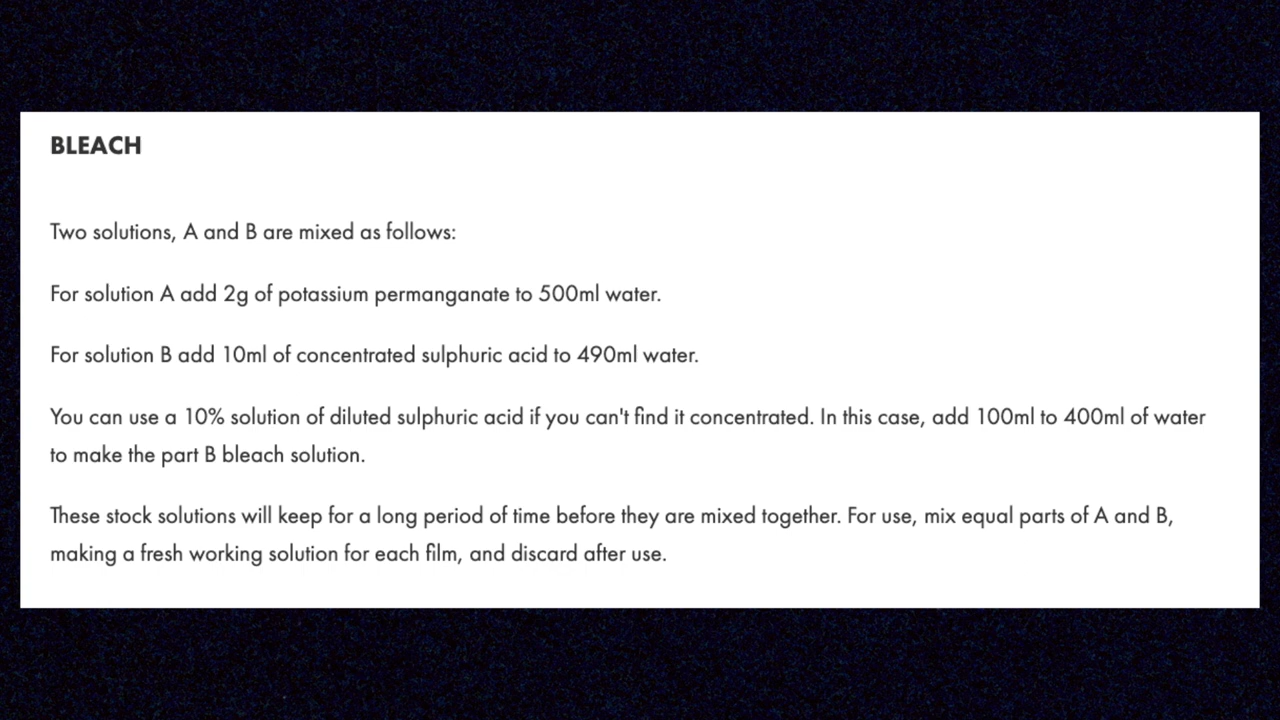 BLEACH
Two solutions, A and B are mixed as follows:
For solution A add 2g of potassium permanganate to 500ml water.
For solution B add 10ml of concentrated sulphuric acid to 490ml water.
You can use a 10% solution of diluted sulphuric acid if you can't find it concentrated. In this case, add 100ml to 400ml of water
to make the part B bleach solution.
These stock solutions will keep for a long period of time before they are mixed together. For use, mix equal parts of A and B,
making a fresh working solution for each film, and discard after use.